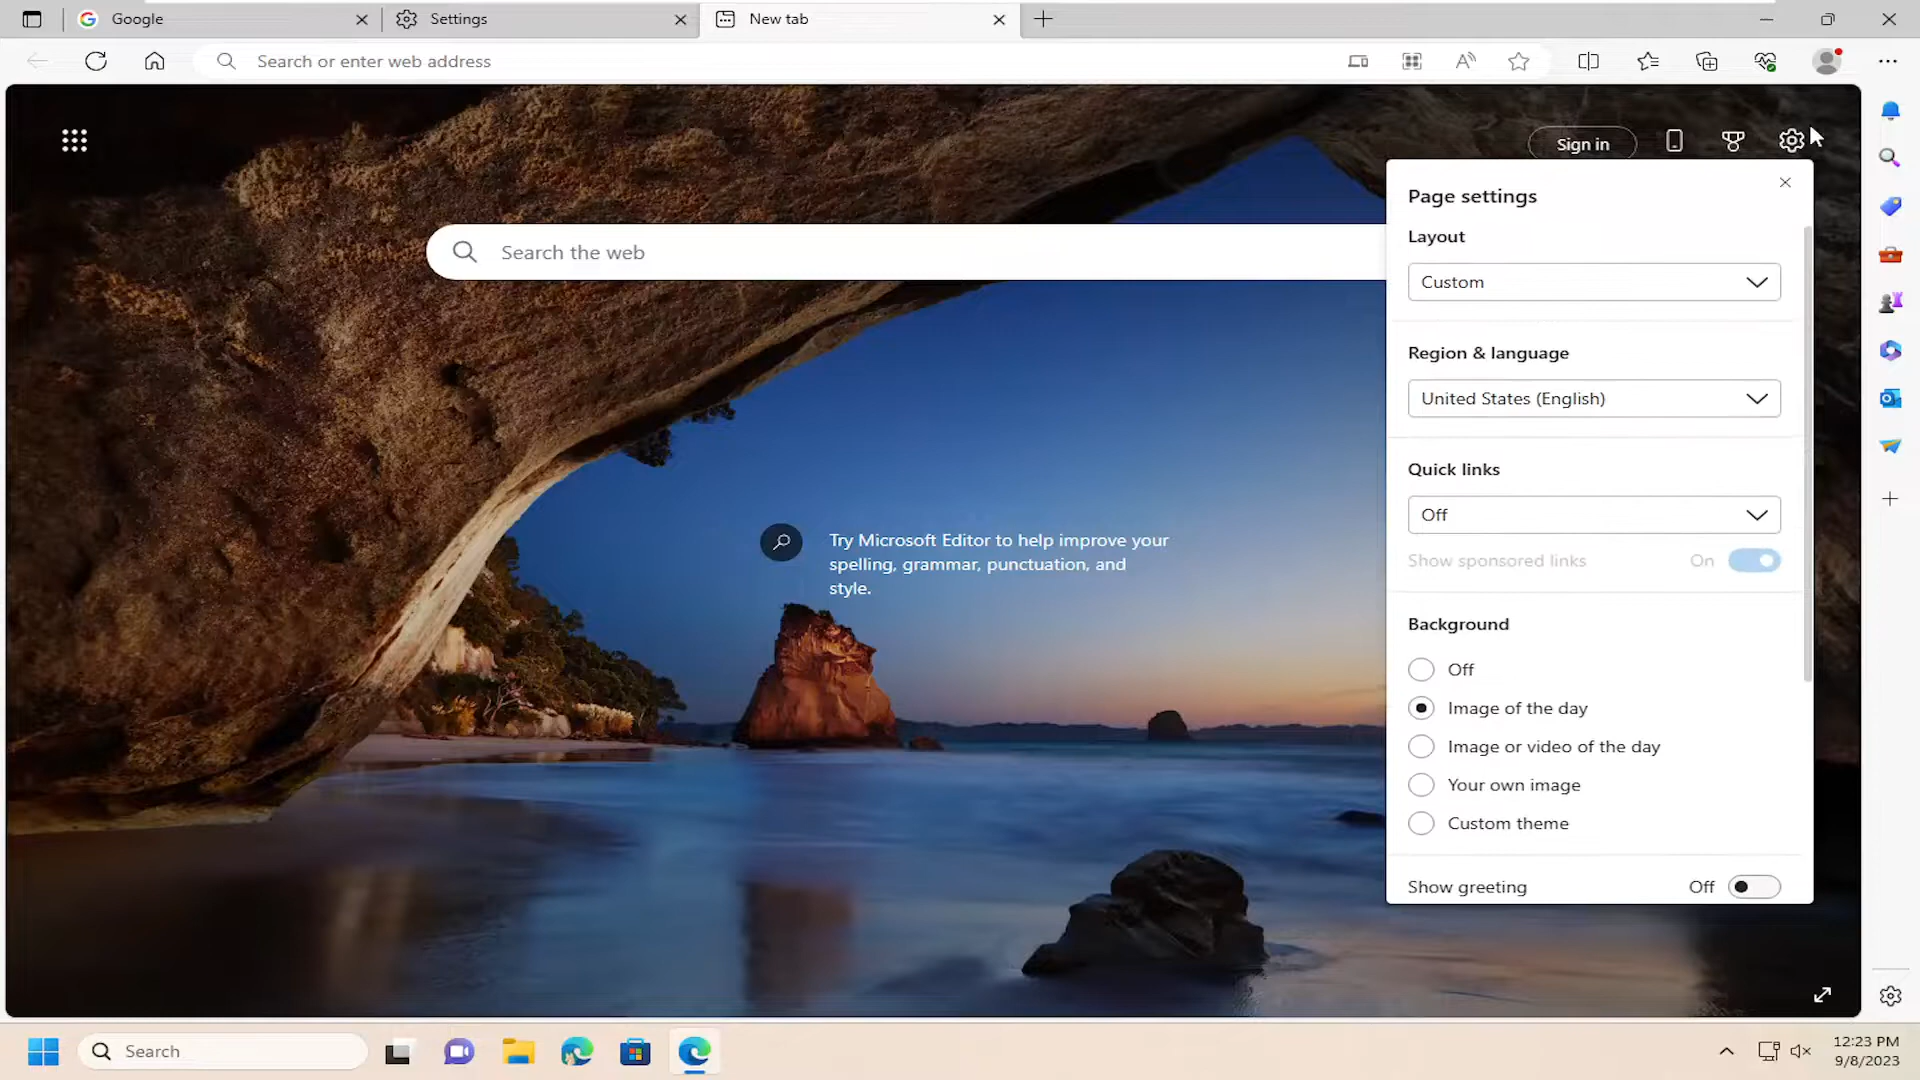 Google
Settings
New tab
Search or enter web address
Sign in
Page settings
Layout
Custom
Search the web
Region & language
United States (English)
Quick links
Off
Show sponsored links On
Try Microsoft Editor to help improve your
spelling, grammar, punctuation, and
style.
Background
Off
Image of the day
Image or video of the day
Your own image
Custom theme
Show greeting Off
Search
12:23 PM
9/8/2023